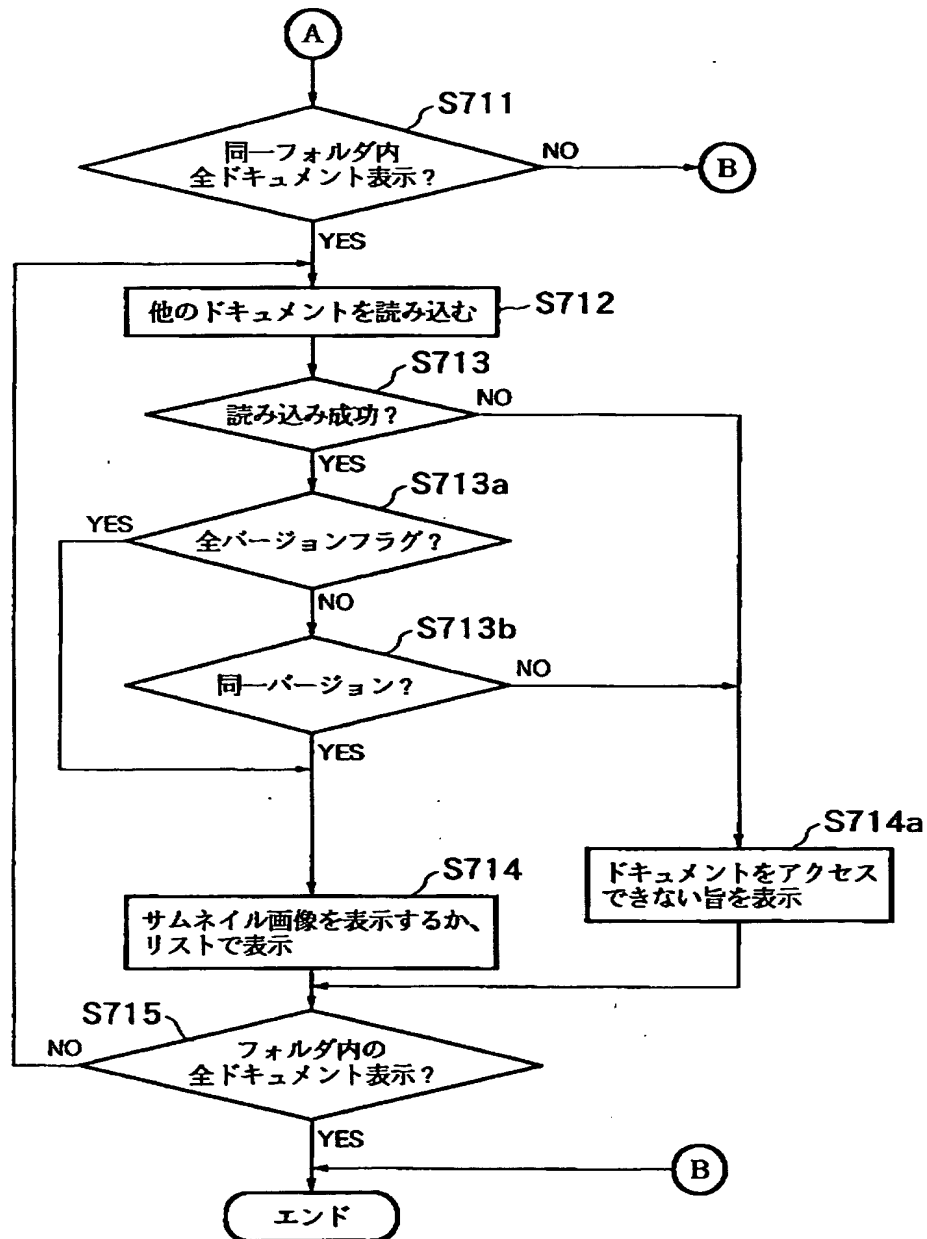 A
S711
同一フォルダ内
全ドキュメント表示？
NO
B
YES
他のドキュメントを読み込む
S712
S713
読み込み成功？
NO
YES
S713a
YES
全バージョンフラグ？
NO
S713b
同一バージョン？
NO
YES
S714a
ドキュメントをアクセス
できない旨を表示
S714
サムネイル画像を表示するか、
リストで表示
S715
NO
フォルダ内の
全ドキュメント表示？
YES
B
エンド